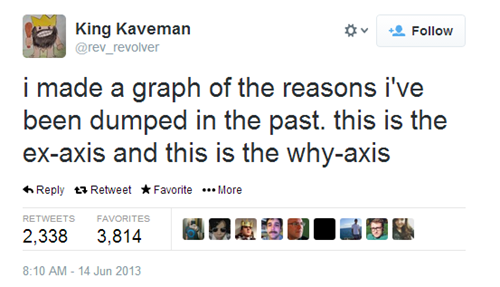 King Kaveman
@rev_revolver
Follow
i made a graph of the reasons i've
been dumped in the past. this is the
ex-axis and this is the why-axis
Reply Retweet Favorite More
RETWEETS FAVORITES
2,338 3,814
8:10 AM - 14 Jun 2013